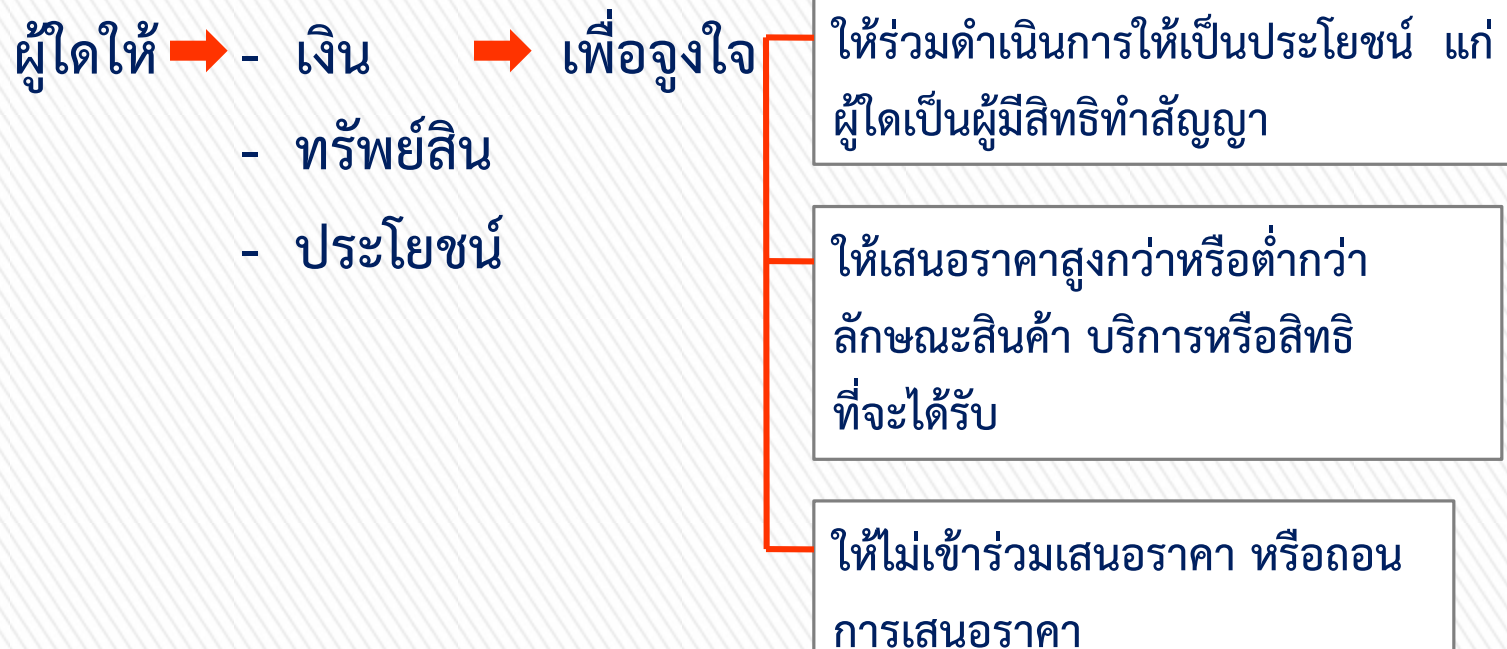 ผู้ใดให้ - เงิน เพื่อจูงใจ
- ทรัพย์สิน
- ประโยชน์
ให้ร่วมดำเนินการให้เป็นประโยชน์ แก่
ผู้ใดเป็นผู้มีสิทธิทำสัญญา
ให้เสนอราคาสูงกว่าหรือต่ำกว่า
ลักษณะสินค้า บริการหรือสิทธิ
ที่จะได้รับ
ให้ไม่เข้าร่วมเสนอราคา หรือถอน
การเสนอราคา